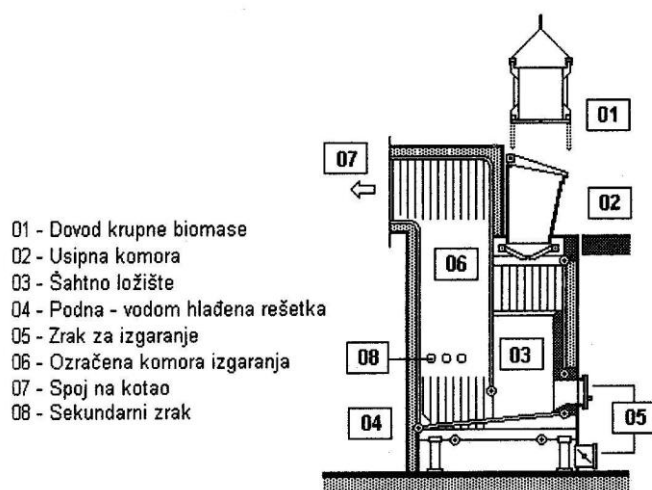 01
07
02
06
08
03
04
05
01 - Dovod krupne biomase
02 - Usipna komora
03 - Šahtno ložište
04 - Podna - vodom hlađena rešetka
05 - Zrak za izgaranje
06 - Ozračena komora izgaranja
07 - Spoj na kotao
08 - Sekundarni zrak